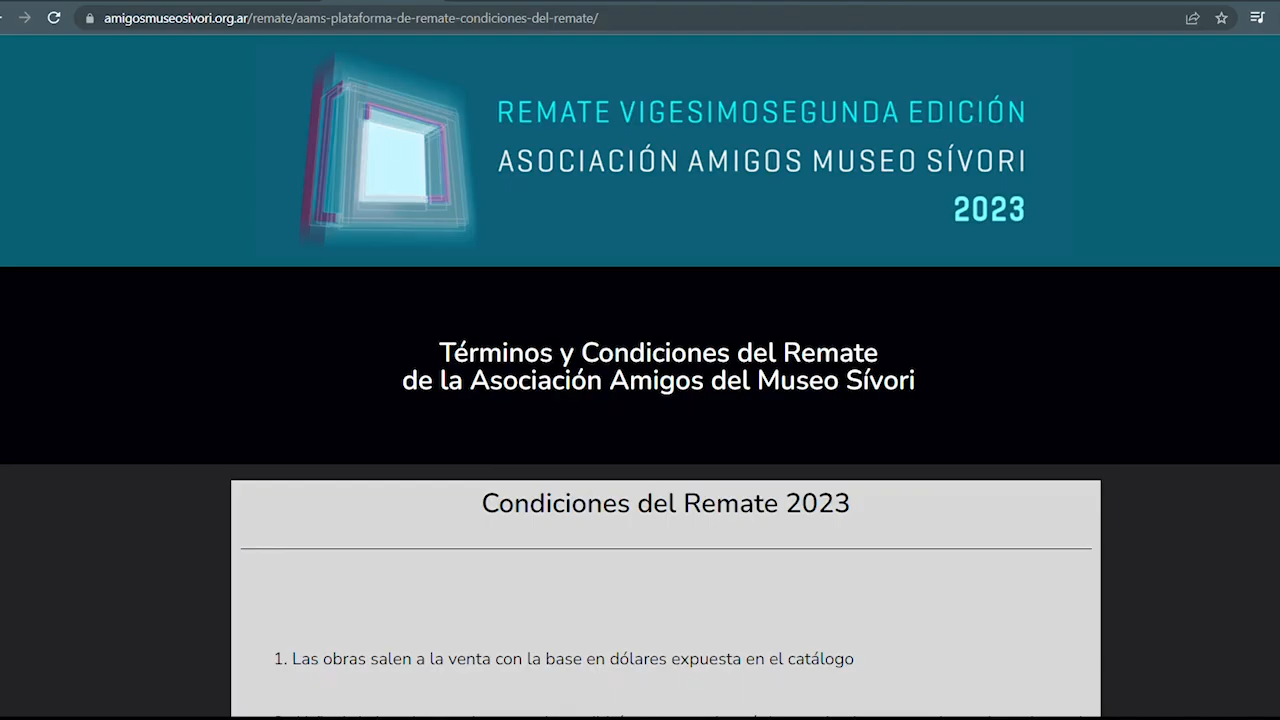 amigosmuseosivori.org.ar/remate/aams-plataforma-de-remate-condiciones-del-remate/
REMATE VIGESIMOSEGUNDA EDICIÓN
ASOCIACIÓN AMIGOS MUSEO SÍVORI
2023
Términos y Condiciones del Remate
de la Asociación Amigos del Museo Sívori
Condiciones del Remate 2023
1. Las obras salen a la venta con la base en dólares expuesta en el catálogo